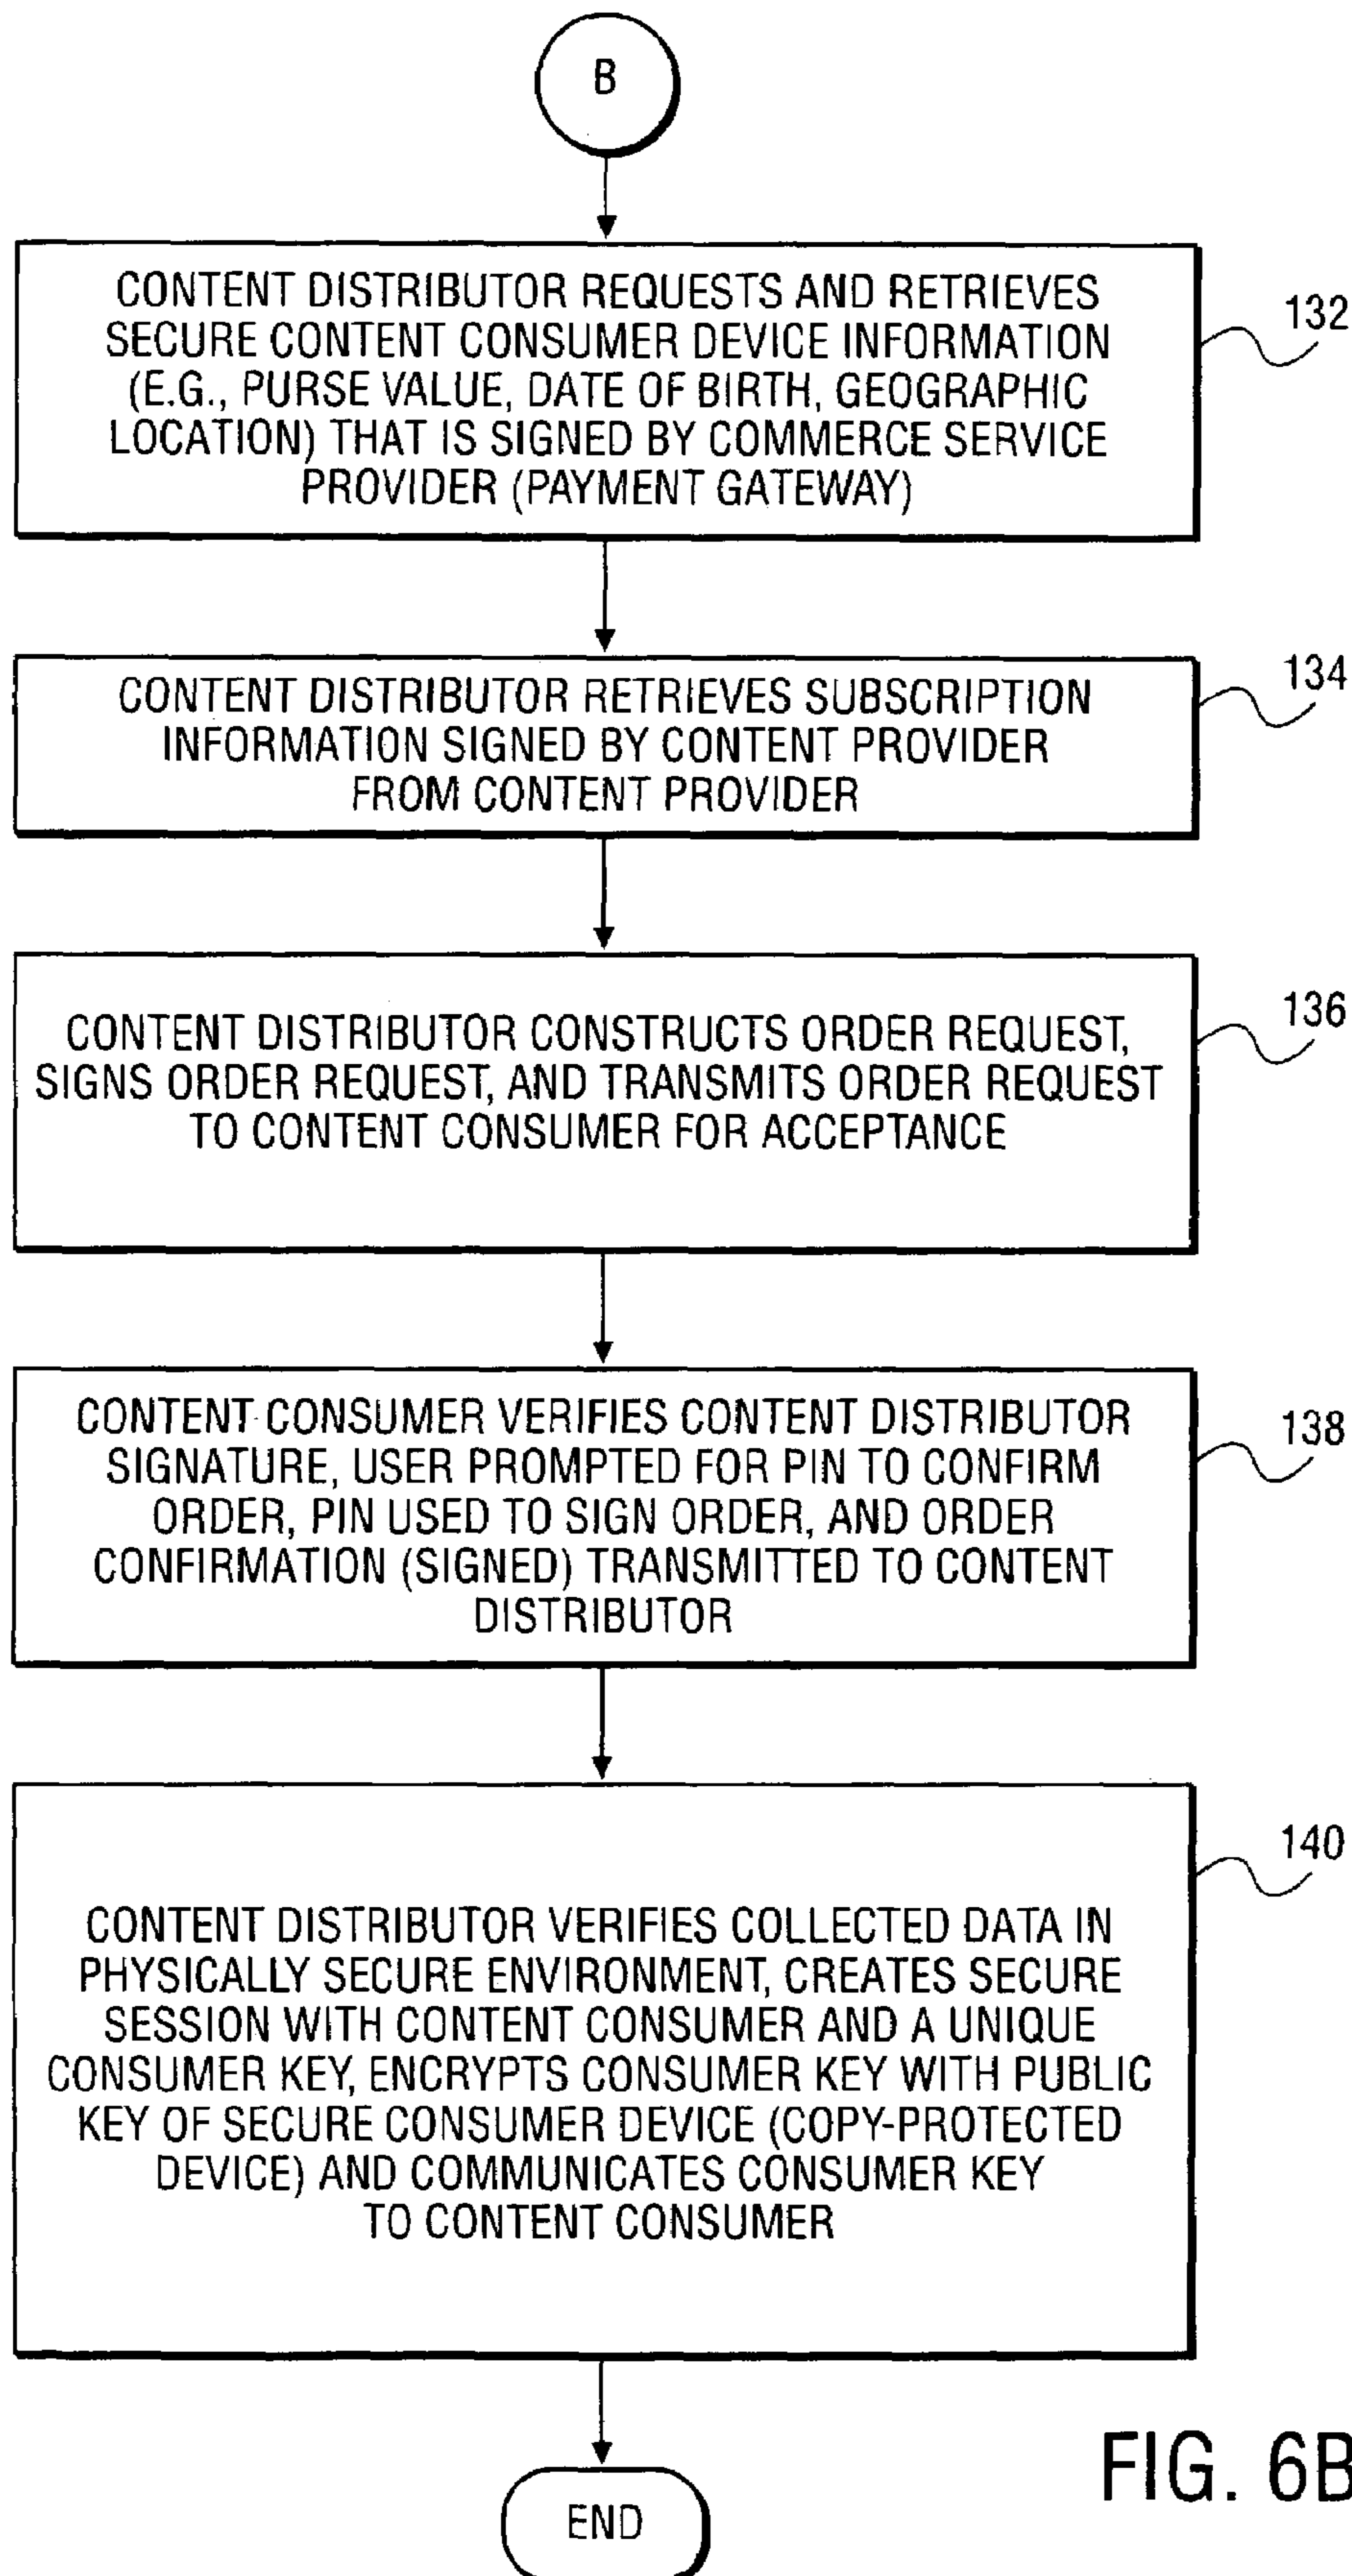 B
CONTENT DISTRIBUTOR REQUESTS AND RETRIEVES
SECURE CONTENT CONSUMER DEVICE INFORMATION
(E.G., PURSE VALUE, DATE OF BIRTH, GEOGRAPHIC
LOCATION) THAT IS SIGNED BY COMMERCE SERVICE
PROVIDER (PAYMENT GATEWAY)
132
CONTENT DISTRIBUTOR RETRIEVES SUBSCRIPTION
INFORMATION SIGNED BY CONTENT PROVIDER
FROM CONTENT PROVIDER
134
CONTENT DISTRIBUTOR CONSTRUCTS ORDER REQUEST,
SIGNS ORDER REQUEST, AND TRANSMITS ORDER REQUEST
TO CONTENT CONSUMER FOR ACCEPTANCE
136
CONTENT CONSUMER VERIFIES CONTENT DISTRIBUTOR
SIGNATURE, USER PROMPTED FOR PIN TO CONFIRM
ORDER, PIN USED TO SIGN ORDER, AND ORDER
CONFIRMATION (SIGNED) TRANSMITTED TO CONTENT
DISTRIBUTOR
138
CONTENT DISTRIBUTOR VERIFIES COLLECTED DATA IN
PHYSICALLY SECURE ENVIRONMENT, CREATES SECURE
SESSION WITH CONTENT CONSUMER AND A UNIQUE
CONSUMER KEY, ENCRYPTS CONSUMER KEY WITH PUBLIC
KEY OF SECURE CONSUMER DEVICE (COPY-PROTECTED
DEVICE) AND COMMUNICATES CONSUMER KEY
TO CONTENT CONSUMER
140
END
FIG. 6B